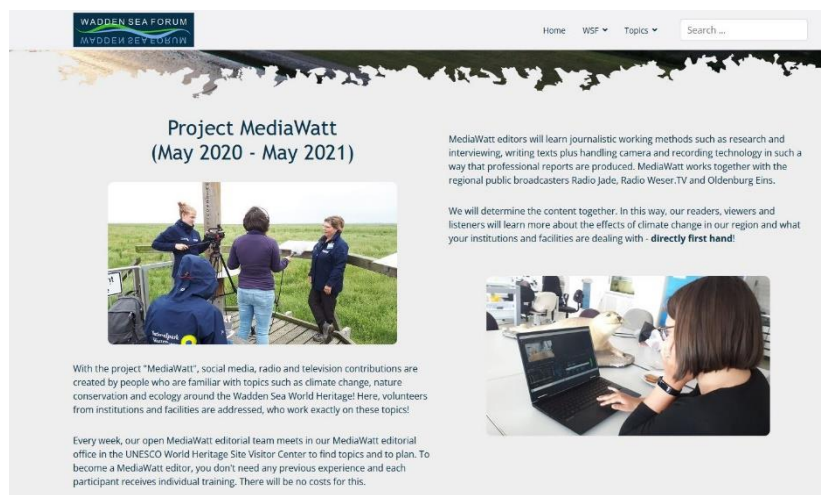 WADDEN SEA FORUM
Home WSF Topics Search ...
Project MediaWatt
(May 2020 - May 2021)
With the project "MediaWatt", social media, radio and television contributions are
created by people who are familiar with topics such as climate change, nature
conservation and ecology around the Wadden Sea World Heritage! Here, volunteers
from institutions and facilities are addressed, who work exactly on these topics!
Every week, our open MediaWatt editorial team meets in our MediaWatt editorial
office in the UNESCO World Heritage Site Visitor Center to find topics and to plan. To
become a MediaWatt editor, you don't need any previous experience and each
participant receives individual training. There will be no costs for this.
MediaWatt editors will learn journalistic working methods such as research and
interviewing, writing texts plus handling camera and recording technology in such a
way that professional reports are produced. MediaWatt works together with the
regional public broadcasters Radio Jade, Radio Weser.TV and Oldenburg Eins.
We will determine the content together. In this way, our readers, viewers and
listeners will learn more about the effects of climate change in our region and what
your institutions and facilities are dealing with - directly first hand!